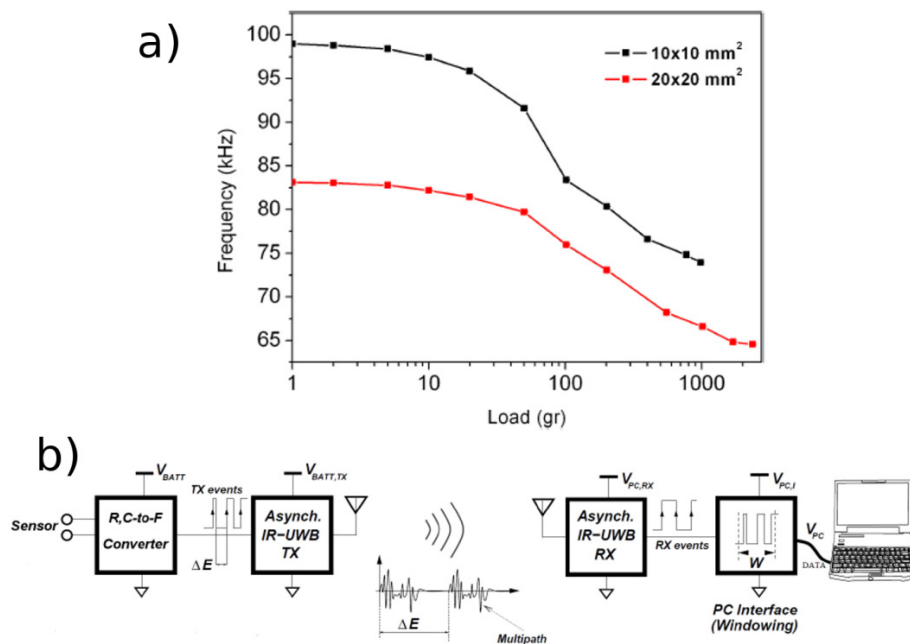 a)
100
95
90
85
80
75
70
65
Frequency (kHz)
10x10 mm²
20x20 mm²
1
10
100
1000
Load (gr)
b)
Sensor
V_BATT
R,C-to-F
Converter
TX events
ΔE
V_BATT,TX
Asynch.
IR-UWB
TX
ΔE
Multipath
V_PC,RX
Asynch.
IR-UWB
RX
RX events
V_PC,I
W
PC Interface
(Windowing)
V_PC
DATA